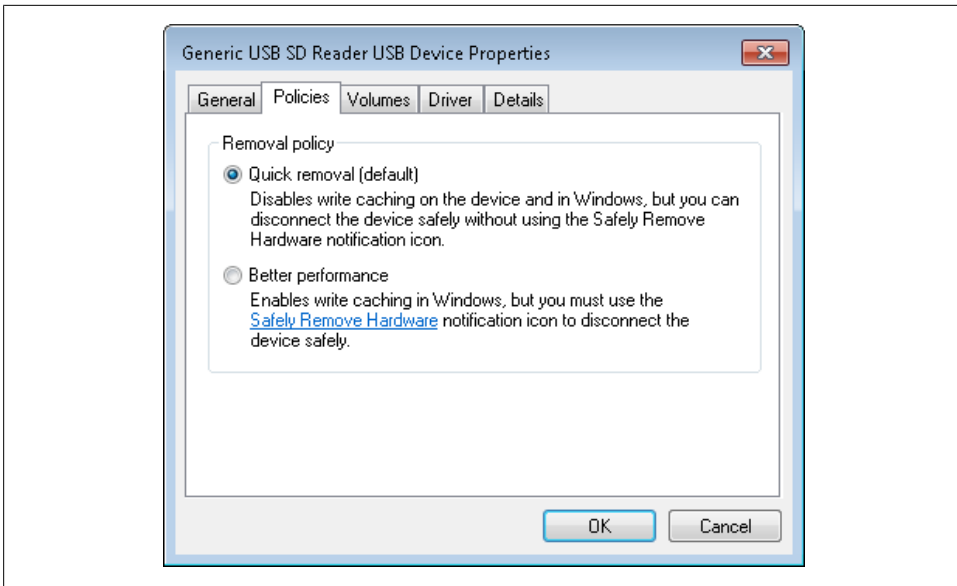 Generic USB SD Reader USB Device Properties
General Policies Volumes Driver Details
Removal policy
Quick removal (default)
Disables write caching on the device and in Windows, but you can
disconnect the device safely without using the Safely Remove
Hardware notification icon.
Better performance
Enables write caching in Windows, but you must use the
Safely Remove Hardware notification icon to disconnect the
device safely.
OK Cancel